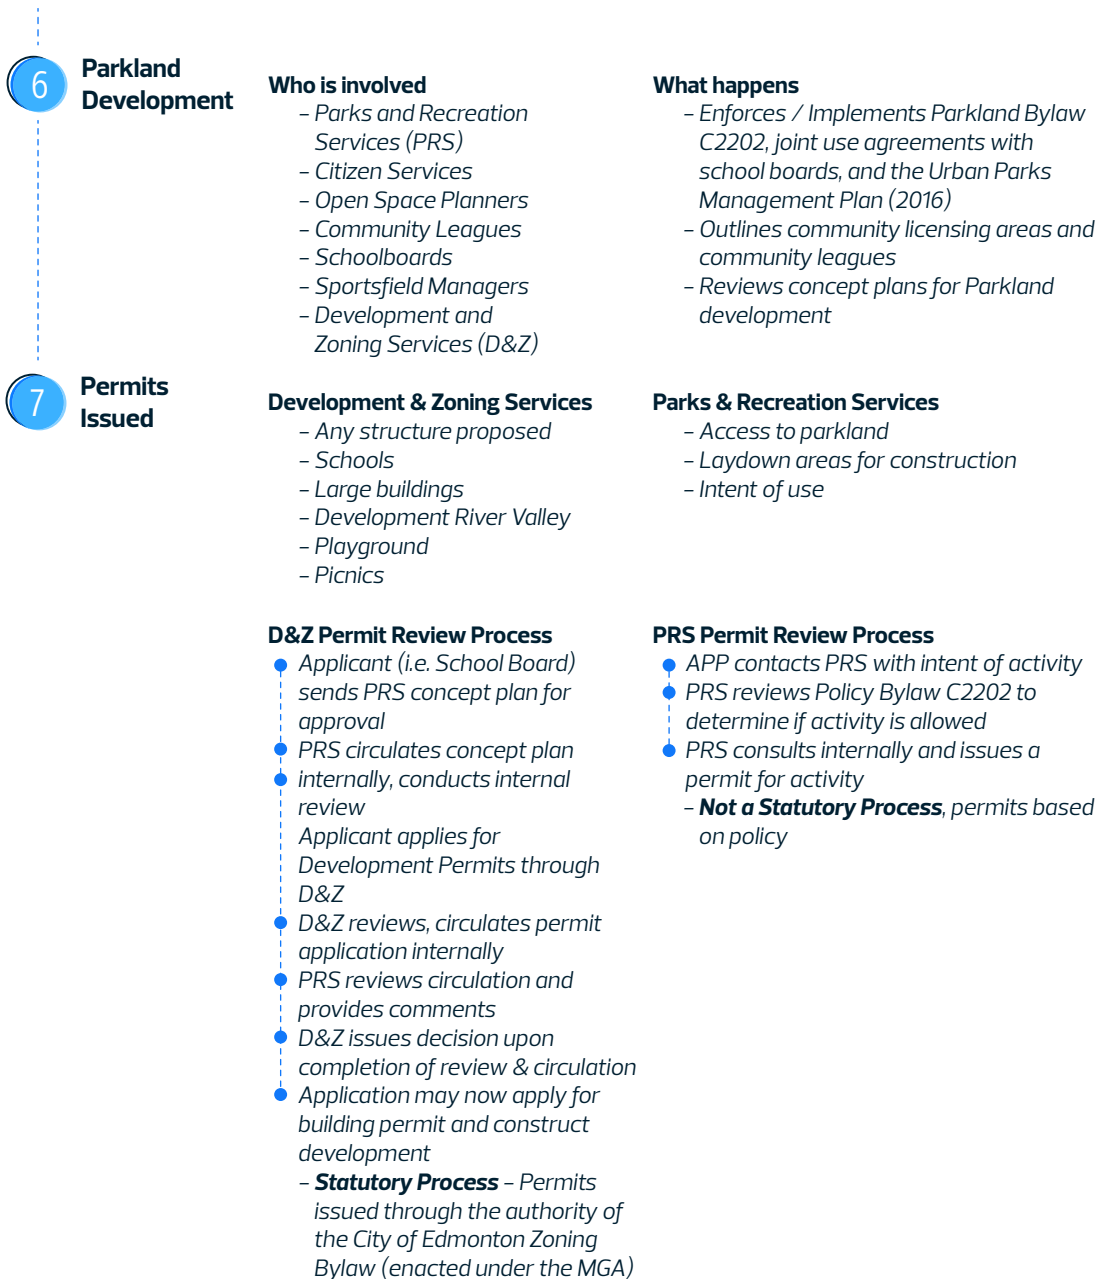 6
Parkland
Development
Who is involved
– Parks and Recreation
Services (PRS)
– Citizen Services
– Open Space Planners
– Community Leagues
– Schoolboards
– Sportsfield Managers
– Development and
Zoning Services (D&Z)
What happens
– Enforces / Implements Parkland Bylaw
C2202, joint use agreements with
school boards, and the Urban Parks
Management Plan (2016)
– Outlines community licensing areas and
community leagues
– Reviews concept plans for Parkland
development
7
Permits
Issued
Development & Zoning Services
– Any structure proposed
– Schools
– Large buildings
– Development River Valley
– Playground
– Picnics
Parks & Recreation Services
– Access to parkland
– Laydown areas for construction
– Intent of use
D&Z Permit Review Process
Applicant (i.e. School Board)
sends PRS concept plan for
approval
PRS circulates concept plan
internally, conducts internal
review
Applicant applies for
Development Permits through
D&Z
D&Z reviews, circulates permit
application internally
PRS reviews circulation and
provides comments
D&Z issues decision upon
completion of review & circulation
Application may now apply for
building permit and construct
development
– Statutory Process – Permits
issued through the authority of
the City of Edmonton Zoning
Bylaw (enacted under the MGA)
PRS Permit Review Process
APP contacts PRS with intent of activity
PRS reviews Policy Bylaw C2202 to
determine if activity is allowed
PRS consults internally and issues a
permit for activity
– Not a Statutory Process, permits based
on policy